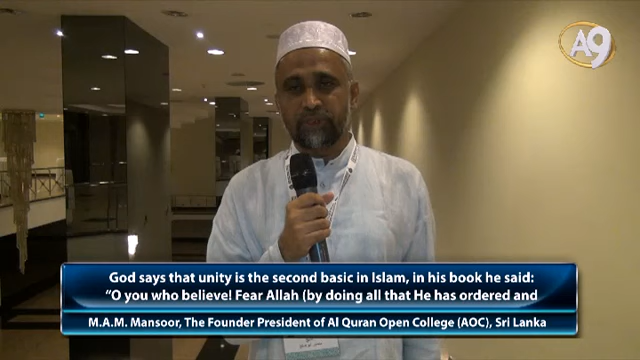 A9
God says that unity is the second basic in Islam, in his book he said:
“O you who believe! Fear Allah (by doing all that He has ordered and
M.A.M. Mansoor, The Founder President of Al Quran Open College (AOC), Sri Lanka